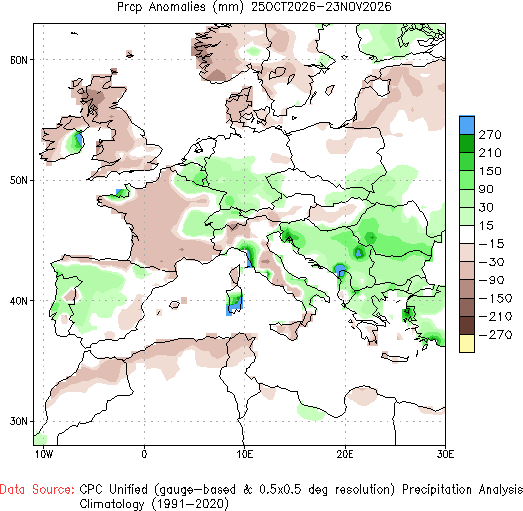 Prcp Anomalies (mm) 25OCT2026–23NOV2026
60N
50N
40N
30N
10W 0 10E 20E 30E
270
210
150
90
30
15
−15
−30
−90
−150
−210
−270
Data Source: CPC Unified (gauge−based & 0.5x0.5 deg resolution) Precipitation Analysis
Climatology (1991−2020)